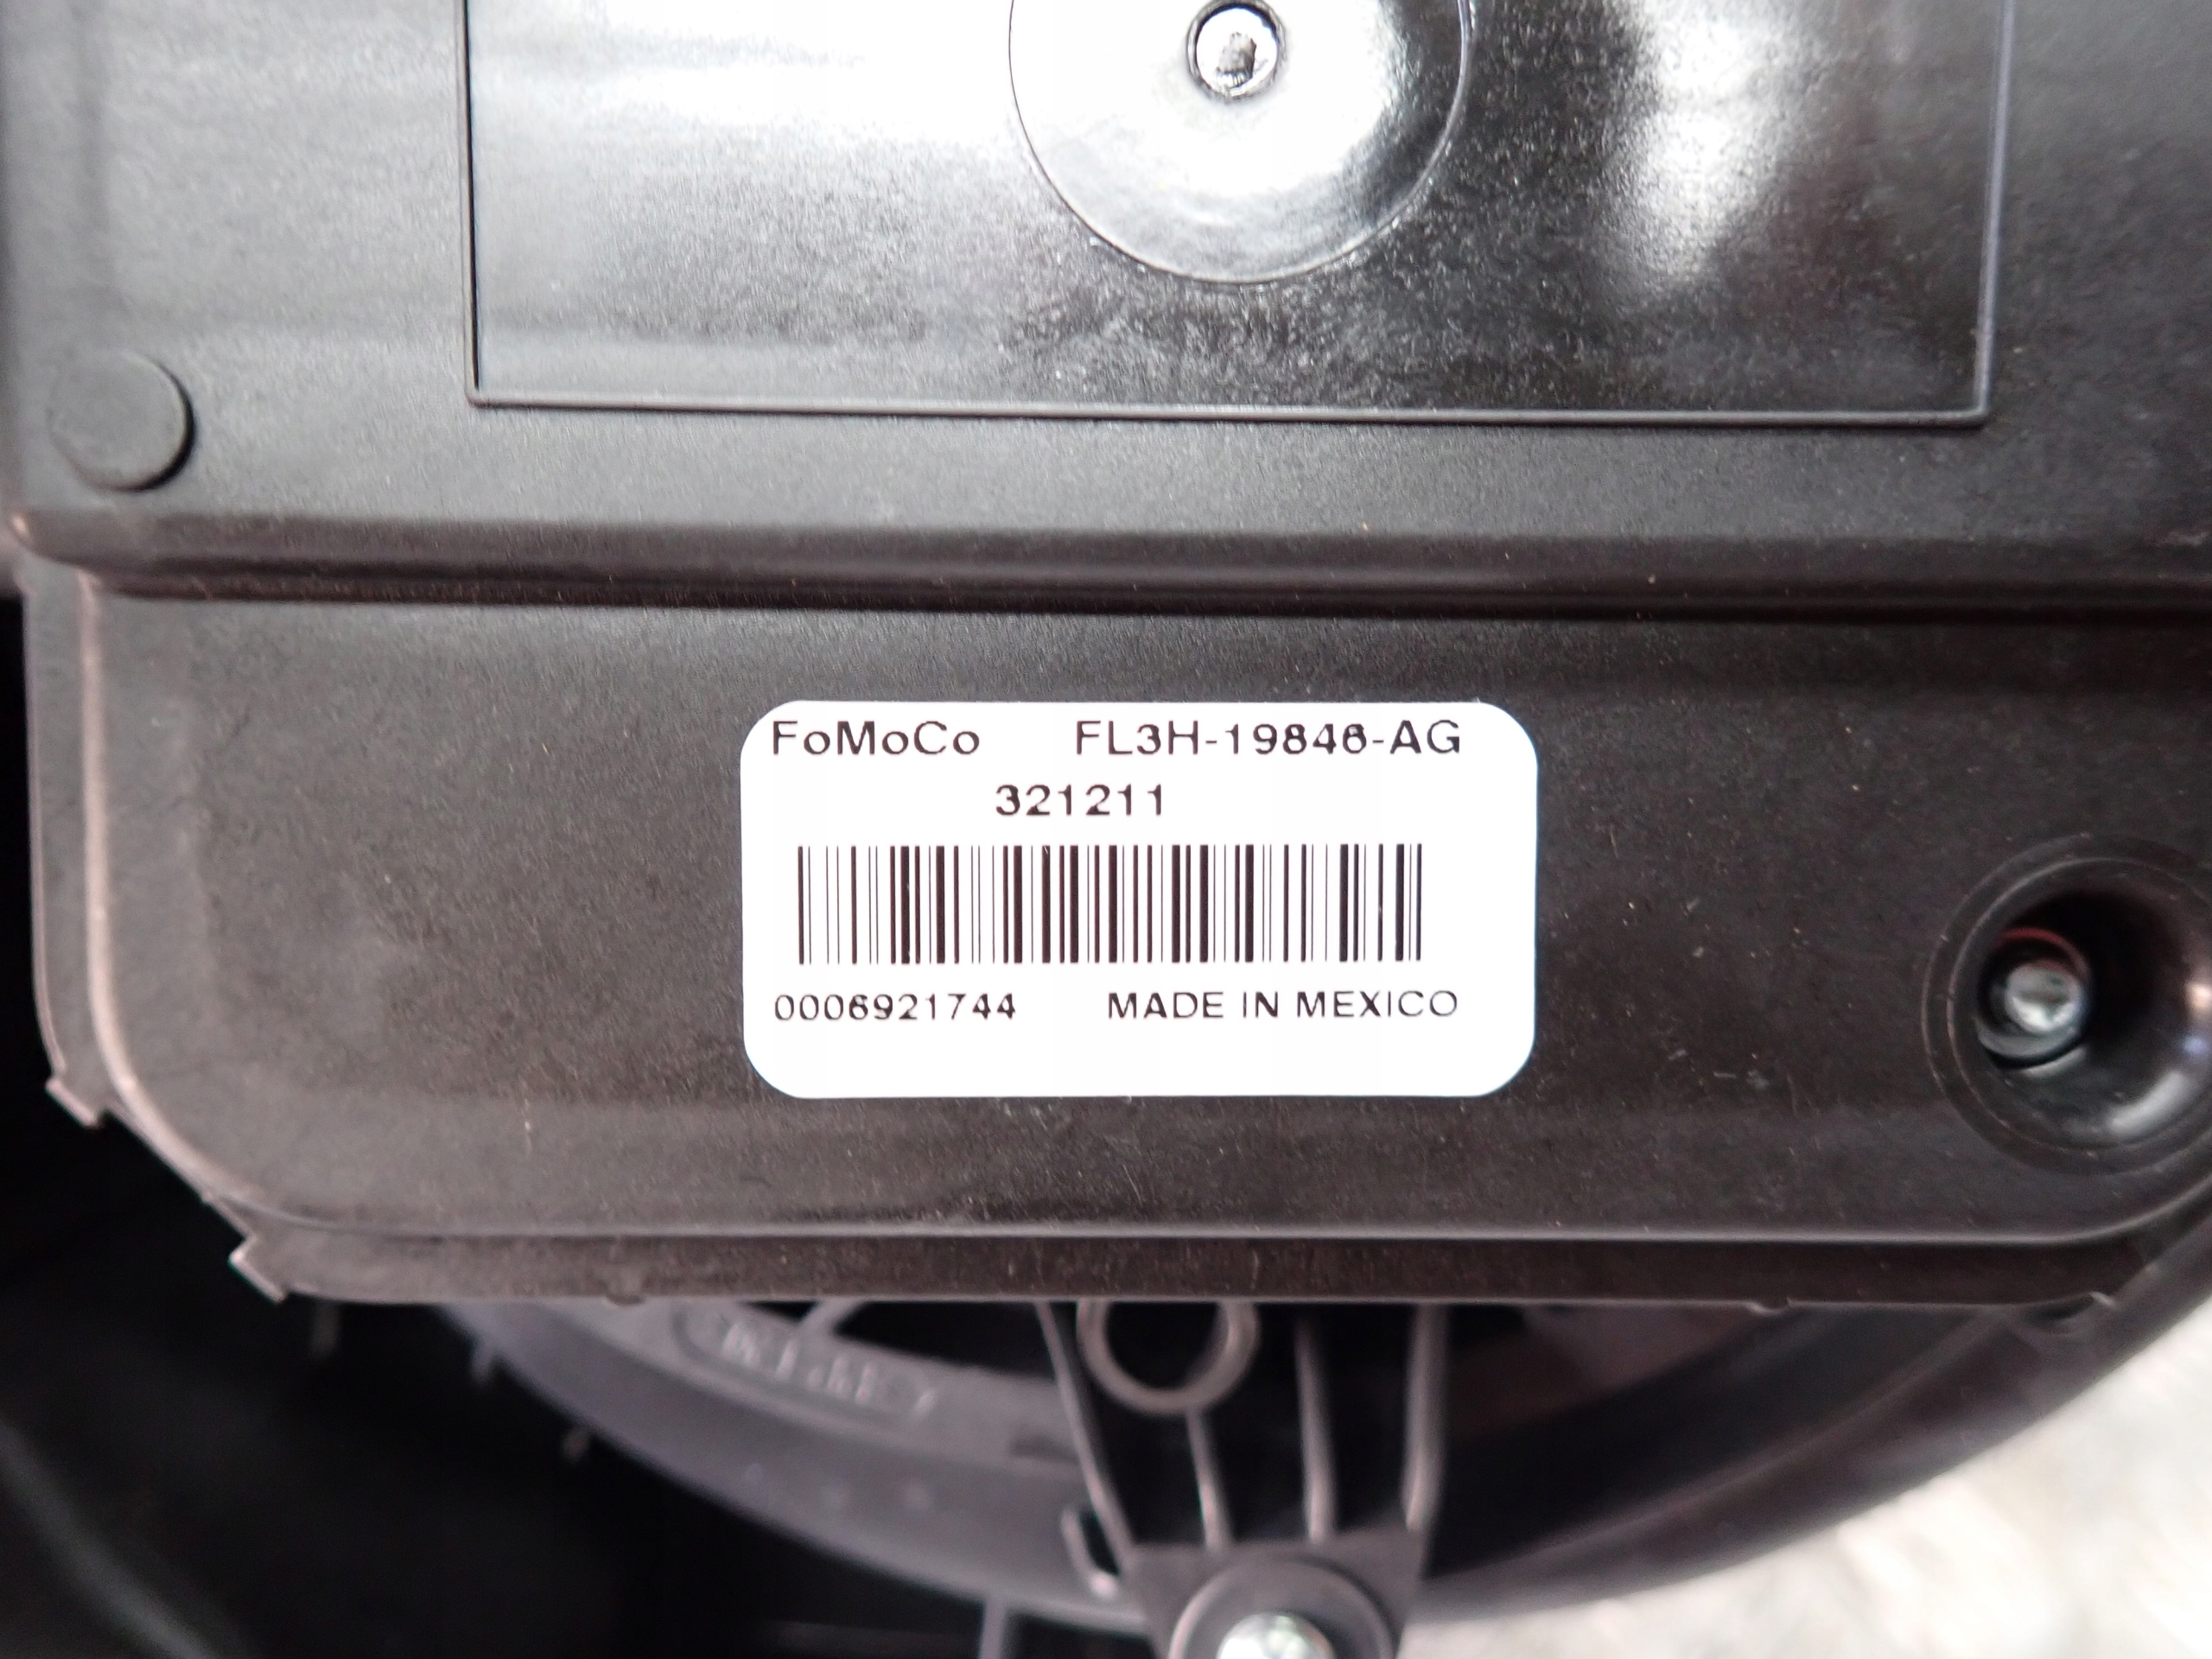 FoMoCo FL3H-19846-AG
321211
0006921744 MADE IN MEXICO